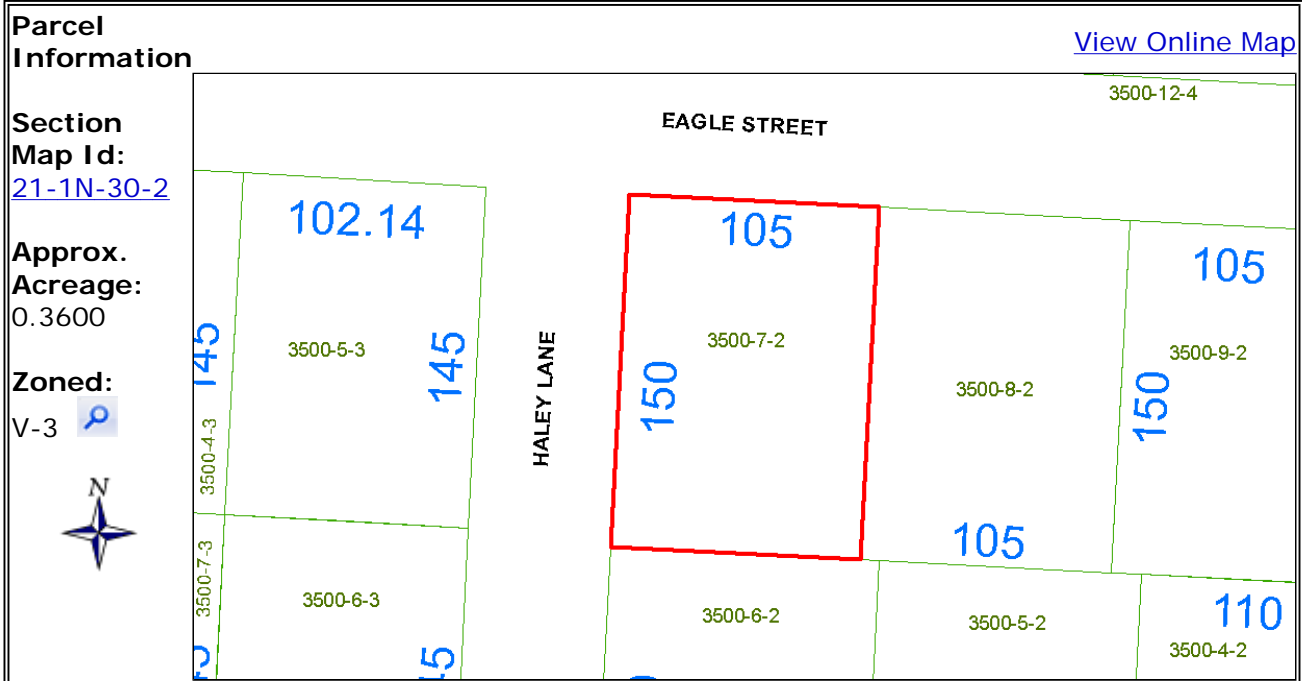 Parcel
Information
View Online Map
Section
Map Id:
21-1N-30-2
Approx.
Acreage:
0.3600
Zoned:
V-3
N
EAGLE STREET
3500-12-4
102.14
105
105
3500-5-3
145
145
HALEY LANE
3500-7-2
150
3500-8-2
3500-9-2
150
3500-4-3
105
3500-7-3
3500-6-3
3500-6-2
3500-5-2
110
3500-4-2